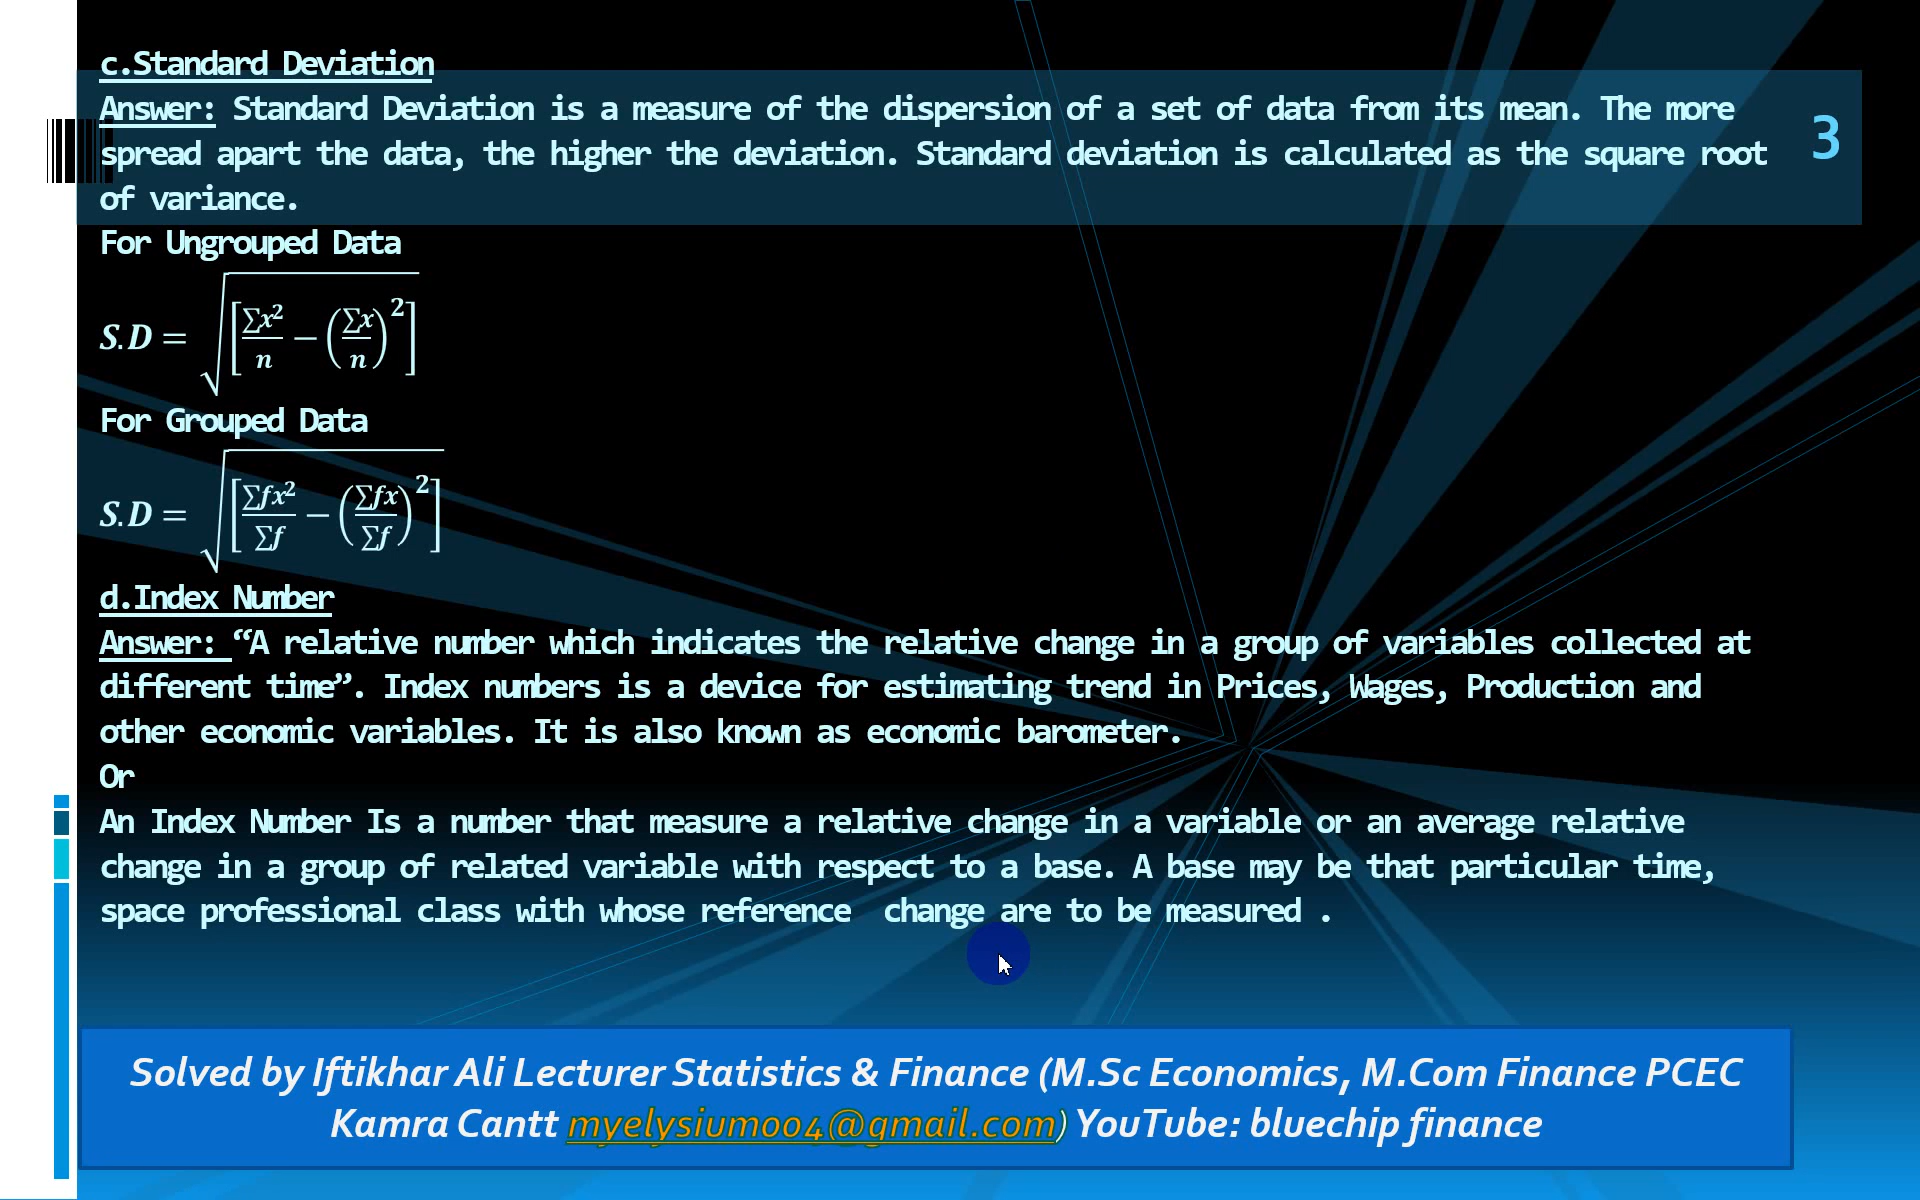 c.Standard Deviation
Answer: Standard Deviation is a measure of the dispersion of a set of data from its mean. The more
spread apart the data, the higher the deviation. Standard deviation is calculated as the square root
of variance.
3
For Ungrouped Data
S.D = √[∑x²/n − (∑x/n)²]
For Grouped Data
S.D = √[∑fx²/∑f − (∑fx/∑f)²]
d.Index Number
Answer: “A relative number which indicates the relative change in a group of variables collected at
different time”. Index numbers is a device for estimating trend in Prices, Wages, Production and
other economic variables. It is also known as economic barometer.
Or
An Index Number Is a number that measure a relative change in a variable or an average relative
change in a group of related variable with respect to a base. A base may be that particular time,
space professional class with whose reference  change are to be measured .
Solved by Iftikhar Ali Lecturer Statistics & Finance (M.Sc Economics, M.Com Finance PCEC
Kamra Cantt myelysium004@gmail.com) YouTube: bluechip finance